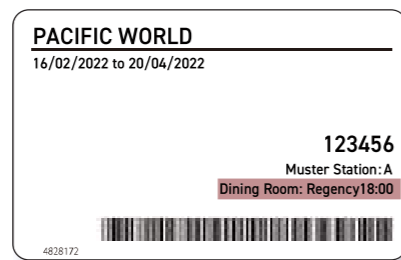 PACIFIC WORLD
16/02/2022 to 20/04/2022
123456
Muster Station:A
Dining Room: Regency18:00
4828172